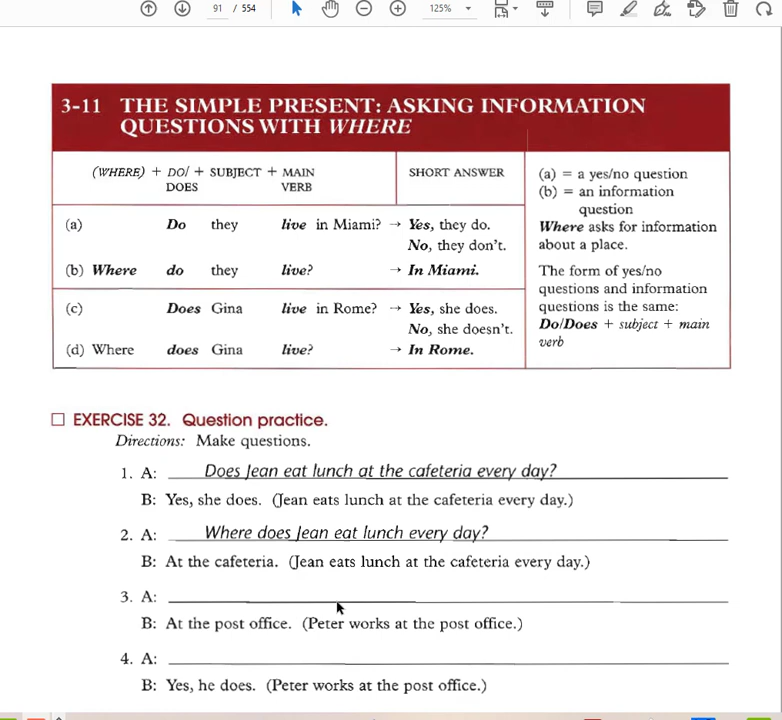 91 / 554 125%
3-11 THE SIMPLE PRESENT: ASKING INFORMATION
QUESTIONS WITH WHERE
(WHERE) + DO/ + SUBJECT + MAIN
DOES VERB
SHORT ANSWER
(a) Do they live in Miami? → Yes, they do.
No, they don't.
(b) Where do they live? → In Miami.
(c) Does Gina live in Rome? → Yes, she does.
No, she doesn't.
(d) Where does Gina live? → In Rome.
(a) = a yes/no question
(b) = an information
question
Where asks for information
about a place.
The form of yes/no
questions and information
questions is the same:
Do/Does + subject + main
verb
EXERCISE 32. Question practice.
Directions: Make questions.
1. A: Does Jean eat lunch at the cafeteria every day?
B: Yes, she does. (Jean eats lunch at the cafeteria every day.)
2. A: Where does Jean eat lunch every day?
B: At the cafeteria. (Jean eats lunch at the cafeteria every day.)
3. A:
B: At the post office. (Peter works at the post office.)
4. A:
B: Yes, he does. (Peter works at the post office.)